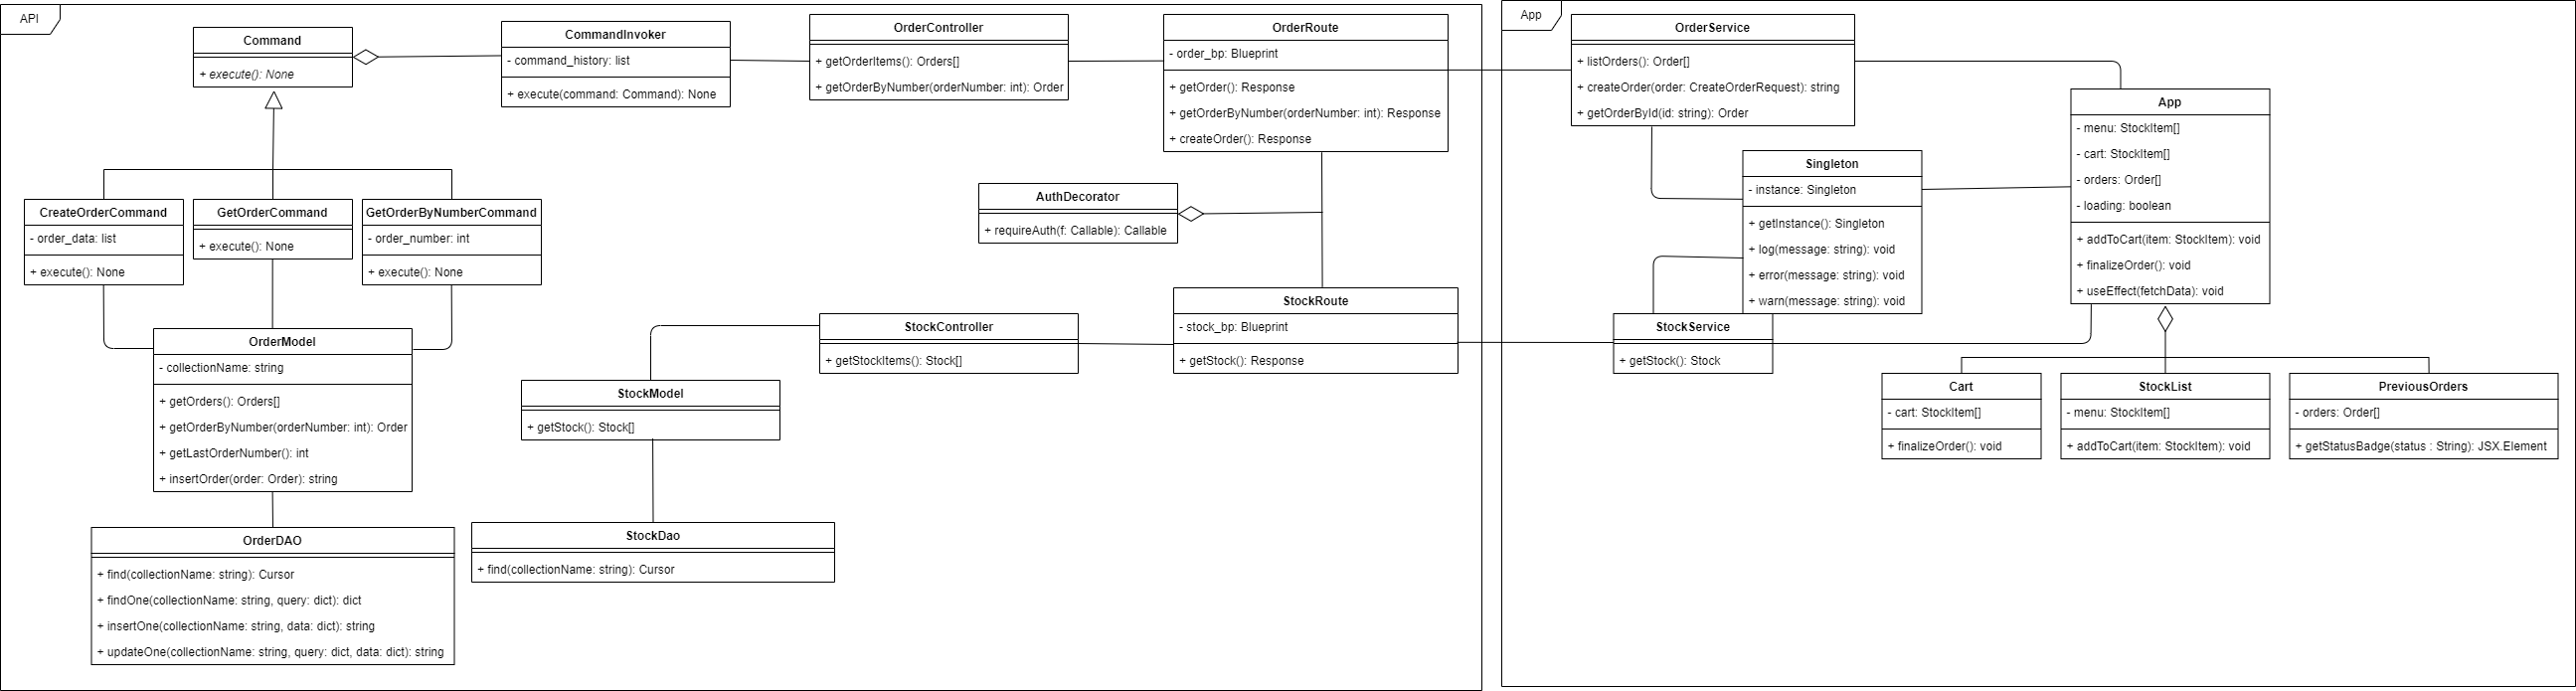 API
Command
+ execute(): None
CommandInvoker
- command_history: list
+ execute(command: Command): None
OrderController
+ getOrderItems(): Orders[]
+ getOrderByNumber(orderNumber: int): Order
OrderRoute
- order_bp: Blueprint
+ getOrder(): Response
+ getOrderByNumber(orderNumber: int): Response
+ createOrder(): Response
AuthDecorator
+ requireAuth(f: Callable): Callable
CreateOrderCommand
- order_data: list
+ execute(): None
GetOrderCommand
+ execute(): None
GetOrderByNumberCommand
- order_number: int
+ execute(): None
OrderModel
- collectionName: string
+ getOrders(): Orders[]
+ getOrderByNumber(orderNumber: int): Order
+ getLastOrderNumber(): int
+ insertOrder(order: Order): string
StockController
+ getStockItems(): Stock[]
StockRoute
- stock_bp: Blueprint
+ getStock(): Response
StockModel
+ getStock(): Stock[]
OrderDAO
+ find(collectionName: string): Cursor
+ findOne(collectionName: string, query: dict): dict
+ insertOne(collectionName: string, data: dict): string
+ updateOne(collectionName: string, query: dict, data: dict): string
StockDao
+ find(collectionName: string): Cursor
App
OrderService
+ listOrders(): Order[]
+ createOrder(order: CreateOrderRequest): string
+ getOrderById(id: string): Order
Singleton
- instance: Singleton
+ getInstance(): Singleton
+ log(message: string): void
+ error(message: string): void
+ warn(message: string): void
App
- menu: StockItem[]
- cart: StockItem[]
- orders: Order[]
- loading: boolean
+ addToCart(item: StockItem): void
+ finalizeOrder(): void
+ useEffect(fetchData): void
StockService
+ getStock(): Stock
Cart
- cart: StockItem[]
+ finalizeOrder(): void
StockList
- menu: StockItem[]
+ addToCart(item: StockItem): void
PreviousOrders
- orders: Order[]
+ getStatusBadge(status : String): JSX.Element